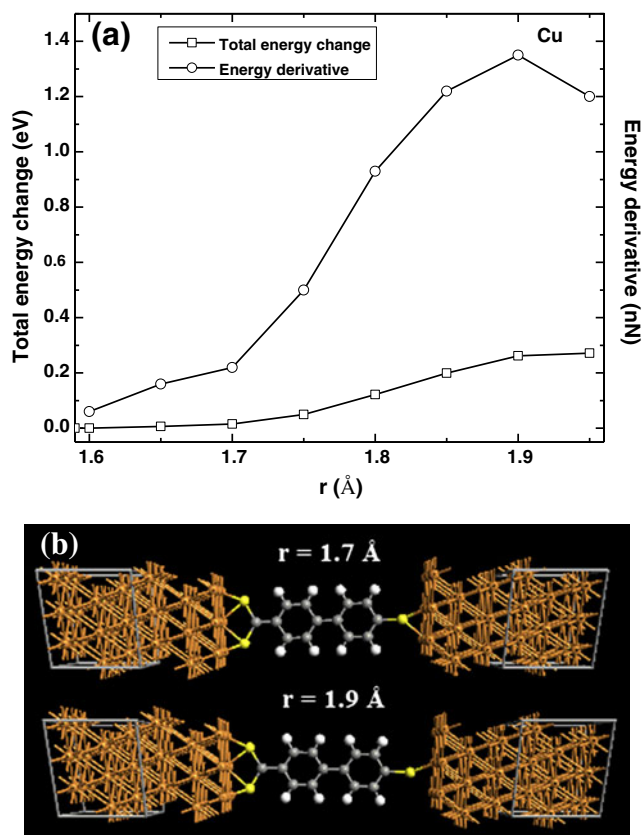 (a)
Cu
Total energy change
Energy derivative
1.4
1.2
1.0
0.8
0.6
0.4
0.2
0.0
Total energy change (eV)
Energy derivative (nN)
1.6 1.7 1.8 1.9
r (Å)
(b)
r = 1.7 Å
r = 1.9 Å